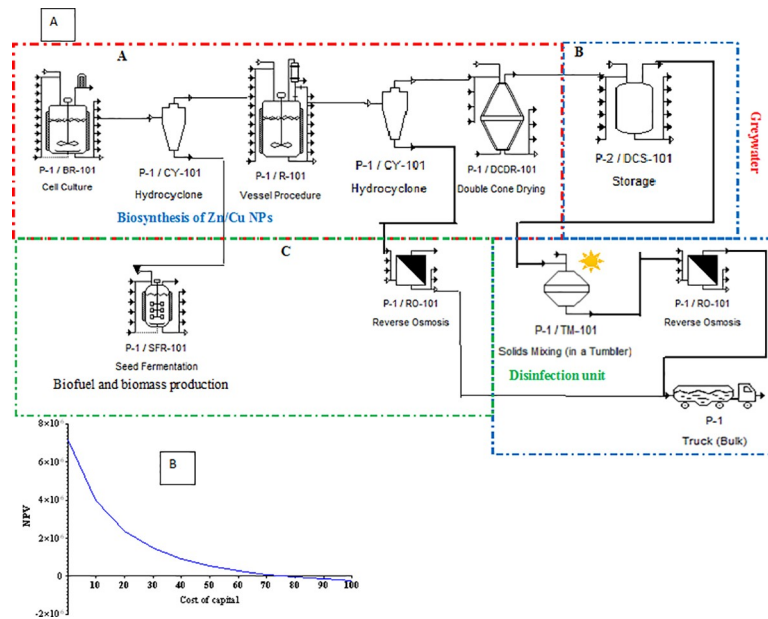 A
A
B
Greywater
P-1 / BR-101
Cell Culture
P-1 / CY-101
Hydrocyclone
P-1 / R-101
Vessel Procedure
P-1 / CY-101
Hydrocyclone
P-1 / DCDR-101
Double Cone Drying
P-2 / DCS-101
Storage
Biosynthesis of Zn/Cu NPs
C
P-1 / SFR-101
Seed Fermentation
Biofuel and biomass production
P-1 / RO-101
Reverse Osmosis
P-1 / TM-101
Solids Mixing (in a Tumbler)
P-1 / RO-101
Reverse Osmosis
Disinfection unit
P-1
Truck (Bulk)
B
NPV
0
10 20 30 40 50 60 70 80 90 100
Cost of capital